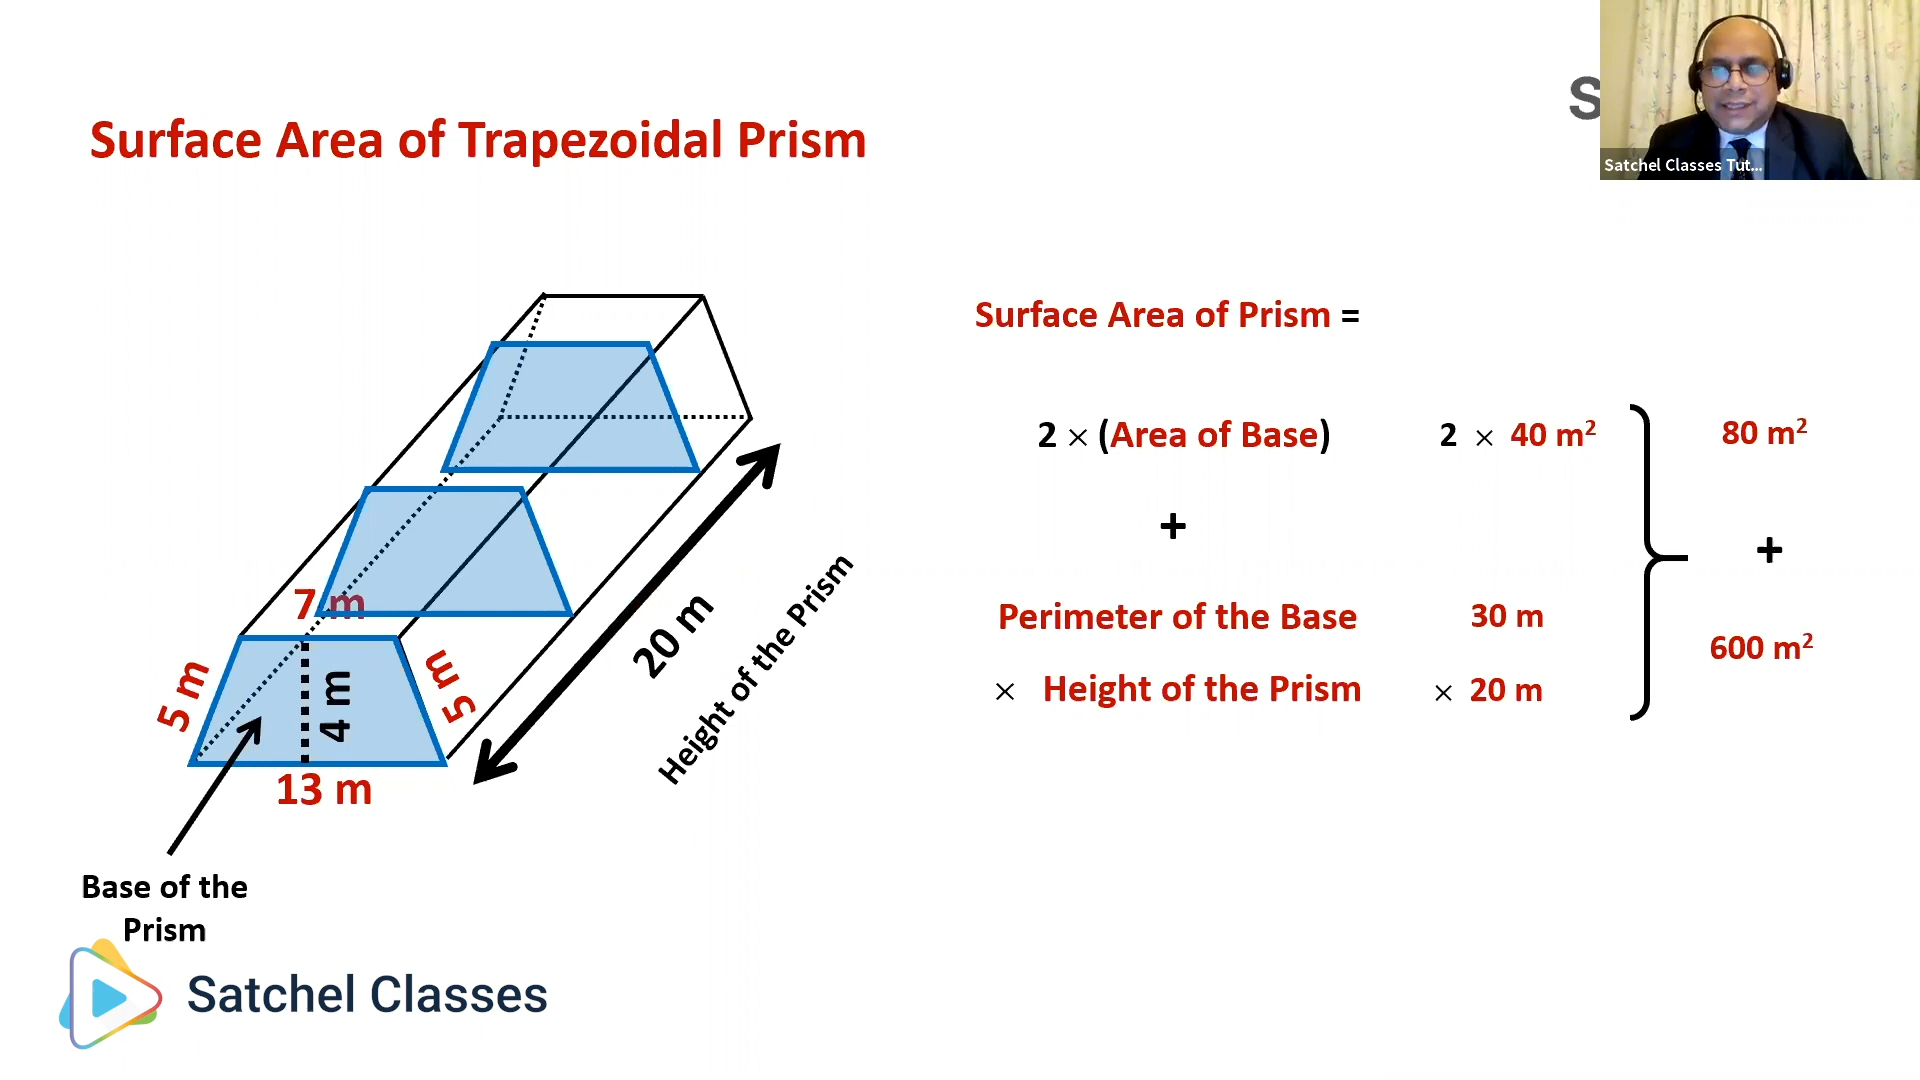 S
Satchel Classes Tut...
Surface Area of Trapezoidal Prism
Surface Area of Prism =
2 × (Area of Base) 2 × 40 m² 80 m²
+
+
Perimeter of the Base 30 m
600 m²
× Height of the Prism × 20 m
7 m
5 m
4 m
5 m
13 m
20 m
Height of the Prism
Base of the
Prism
Satchel Classes